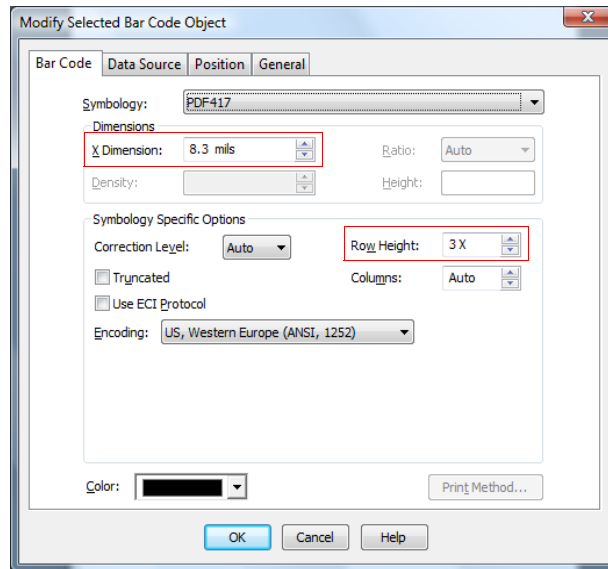 Modify Selected Bar Code Object
Bar Code Data Source Position General
Symbology: PDF417
Dimensions
X Dimension: 8.3 mils Ratio: Auto
Density: Height:
Symbology Specific Options
Correction Level: Auto Row Height: 3 X
Truncated Columns: Auto
Use ECI Protocol
Encoding: US, Western Europe (ANSI, 1252)
Color: Print Method...
OK Cancel Help